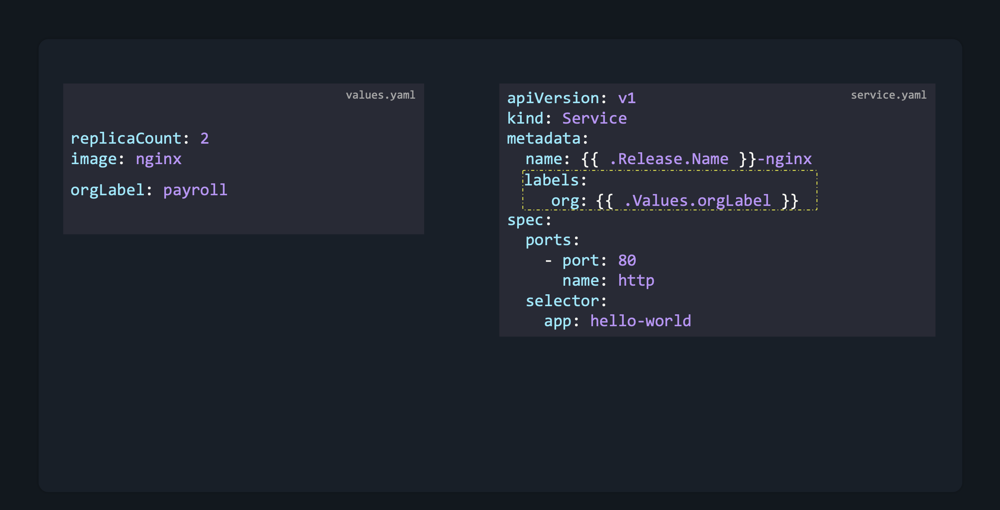 values.yaml
replicaCount: 2
image: nginx
orgLabel: payroll
service.yaml
apiVersion: v1
kind: Service
metadata:
  name: {{ .Release.Name }}-nginx
  labels:
     org: {{ .Values.orgLabel }}
spec:
  ports:
    - port: 80
      name: http
  selector:
    app: hello-world